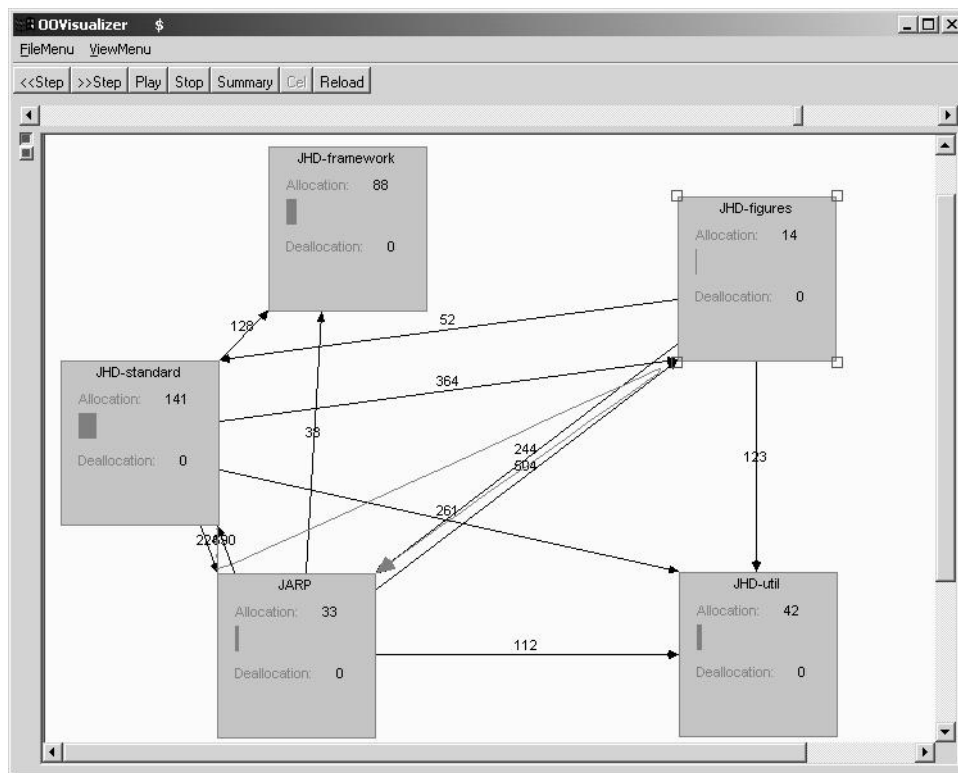 OOVisualizer $
FileMenu ViewMenu
<<Step >>Step Play Stop Summary Cel Reload
JHD-framework
Allocation: 88
Deallocation: 0
JHD-figures
Allocation: 14
Deallocation: 0
128
52
JHD-standard
Allocation: 141
Deallocation: 0
364
244
123
261
JARP
Allocation: 33
Deallocation: 0
JHD-util
Allocation: 42
Deallocation: 0
112